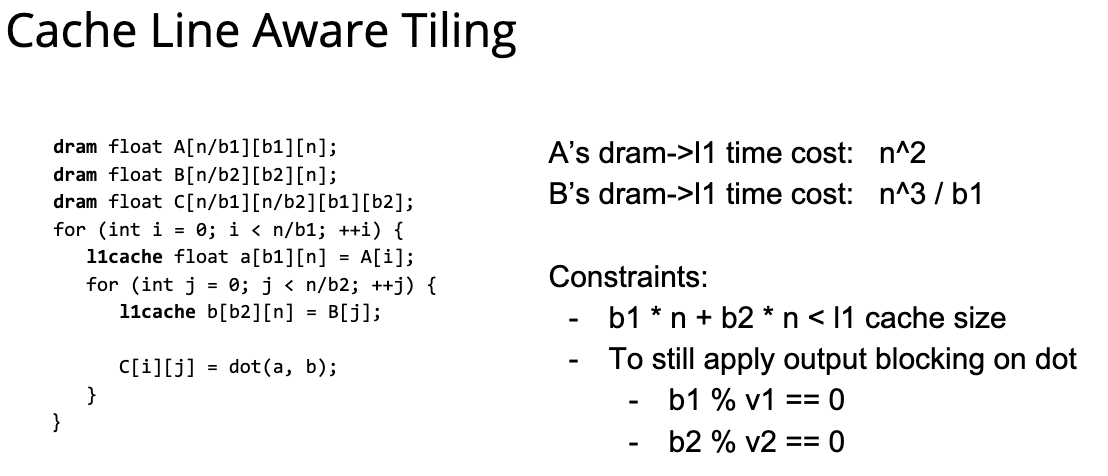 Cache Line Aware Tiling
dram float A[n/b1][b1][n];
dram float B[n/b2][b2][n];
dram float C[n/b1][n/b2][b1][b2];
for (int i = 0; i < n/b1; ++i) {
l1cache float a[b1][n] = A[i];
for (int j = 0; j < n/b2; ++j) {
l1cache b[b2][n] = B[j];
C[i][j] = dot(a, b);
}
}
A’s dram->l1 time cost: n^2
B’s dram->l1 time cost: n^3 / b1
Constraints:
- b1 * n + b2 * n < l1 cache size
- To still apply output blocking on dot
- b1 % v1 == 0
- b2 % v2 == 0